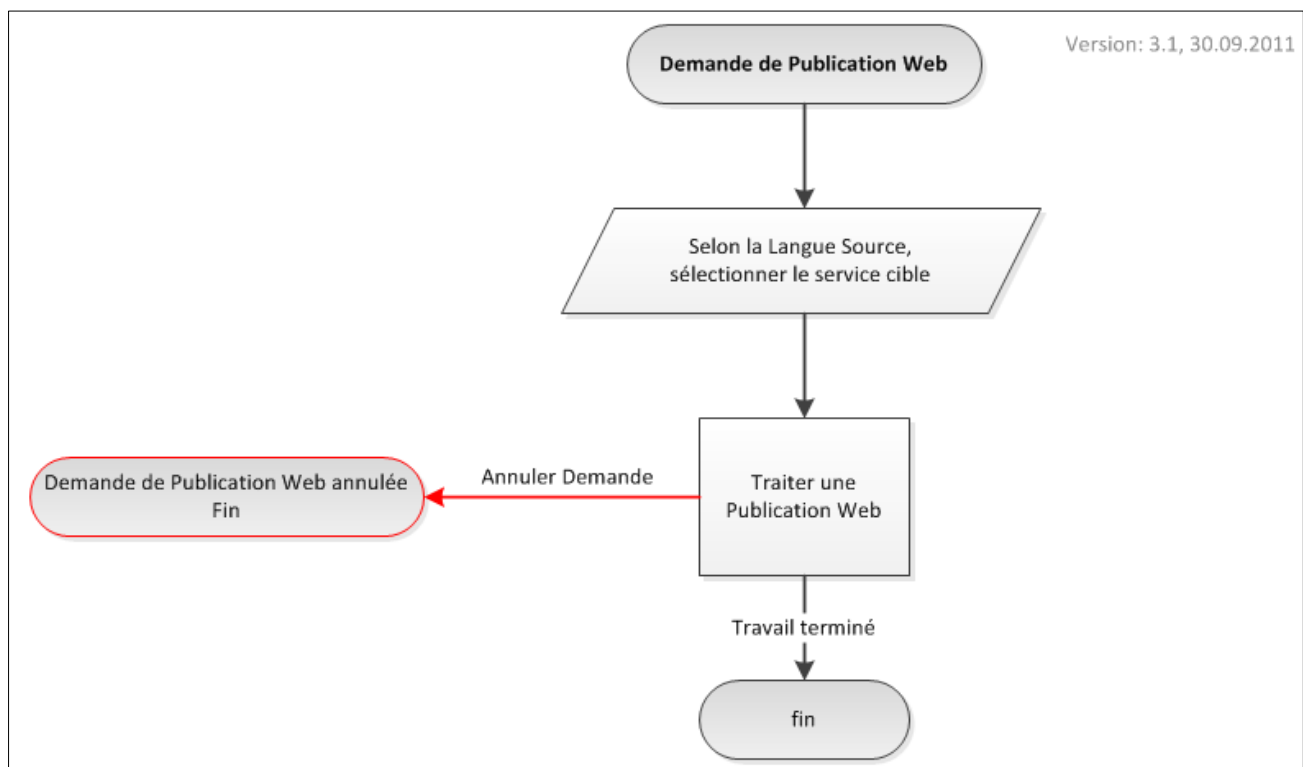 Version: 3.1, 30.09.2011
Demande de Publication Web
Selon la Langue Source,
sélectionner le service cible
Annuler Demande
Demande de Publication Web annulée
Fin
Traiter une
Publication Web
Travail terminé
fin